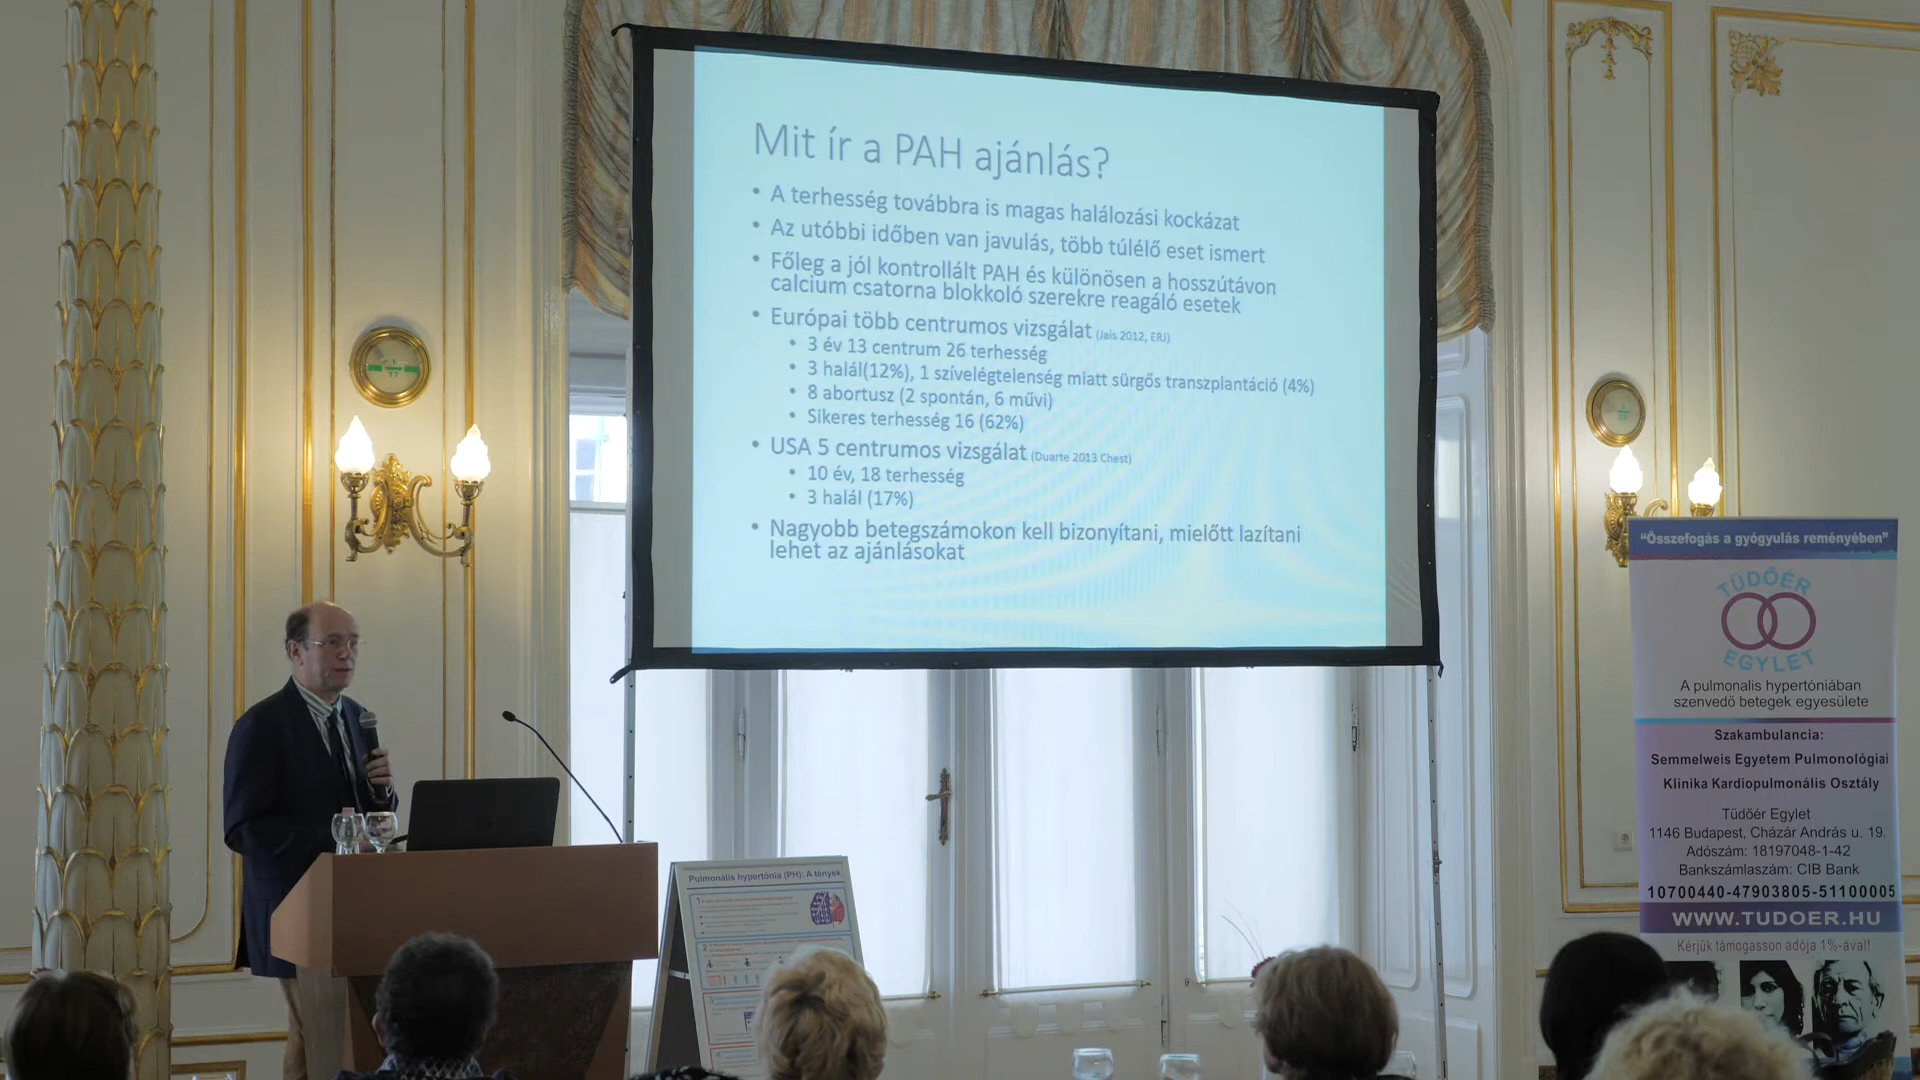 Mit ír a PAH ajánlás?
• A terhesség továbbra is magas halálozási kockázat
• Az utóbbi időben van javulás, több túlélő eset ismert
• Főleg a jól kontrollált PAH és különösen a hosszútávon
calcium csatorna blokkoló szerekre reagáló esetek
• Európai több centrumos vizsgálat (Jais 2012, ERJ)
• 3 év 13 centrum 26 terhesség
• 3 halál(12%), 1 szívelégtelenség miatt sürgős transzplantáció (4%)
• 8 abortusz (2 spontán, 6 művi)
• Sikeres terhesség 16 (62%)
• USA 5 centrumos vizsgálat (Duarte 2013 Chest)
• 10 év, 18 terhesség
• 3 halál (17%)
• Nagyobb betegszámokon kell bizonyítani, mielőtt lazítani
lehet az ajánlásokat
"Összefogás a gyógyulás reményében"
TÜDŐÉR
EGYLET
A pulmonalis hypertóniában
szenvedő betegek egyesülete
Szakambulancia:
Semmelweis Egyetem Pulmonológiai
Klinika Kardiopulmonális Osztály
Tüdőér Egylet
1146 Budapest, Cházár András u. 19.
Adószám: 18197048-1-42
Bankszámlaszám: CIB Bank
10700440-47903805-51100005
WWW.TUDOER.HU
Kérjük támogasson adója 1%-ával!
Pulmonális hypertónia (PH): A tények